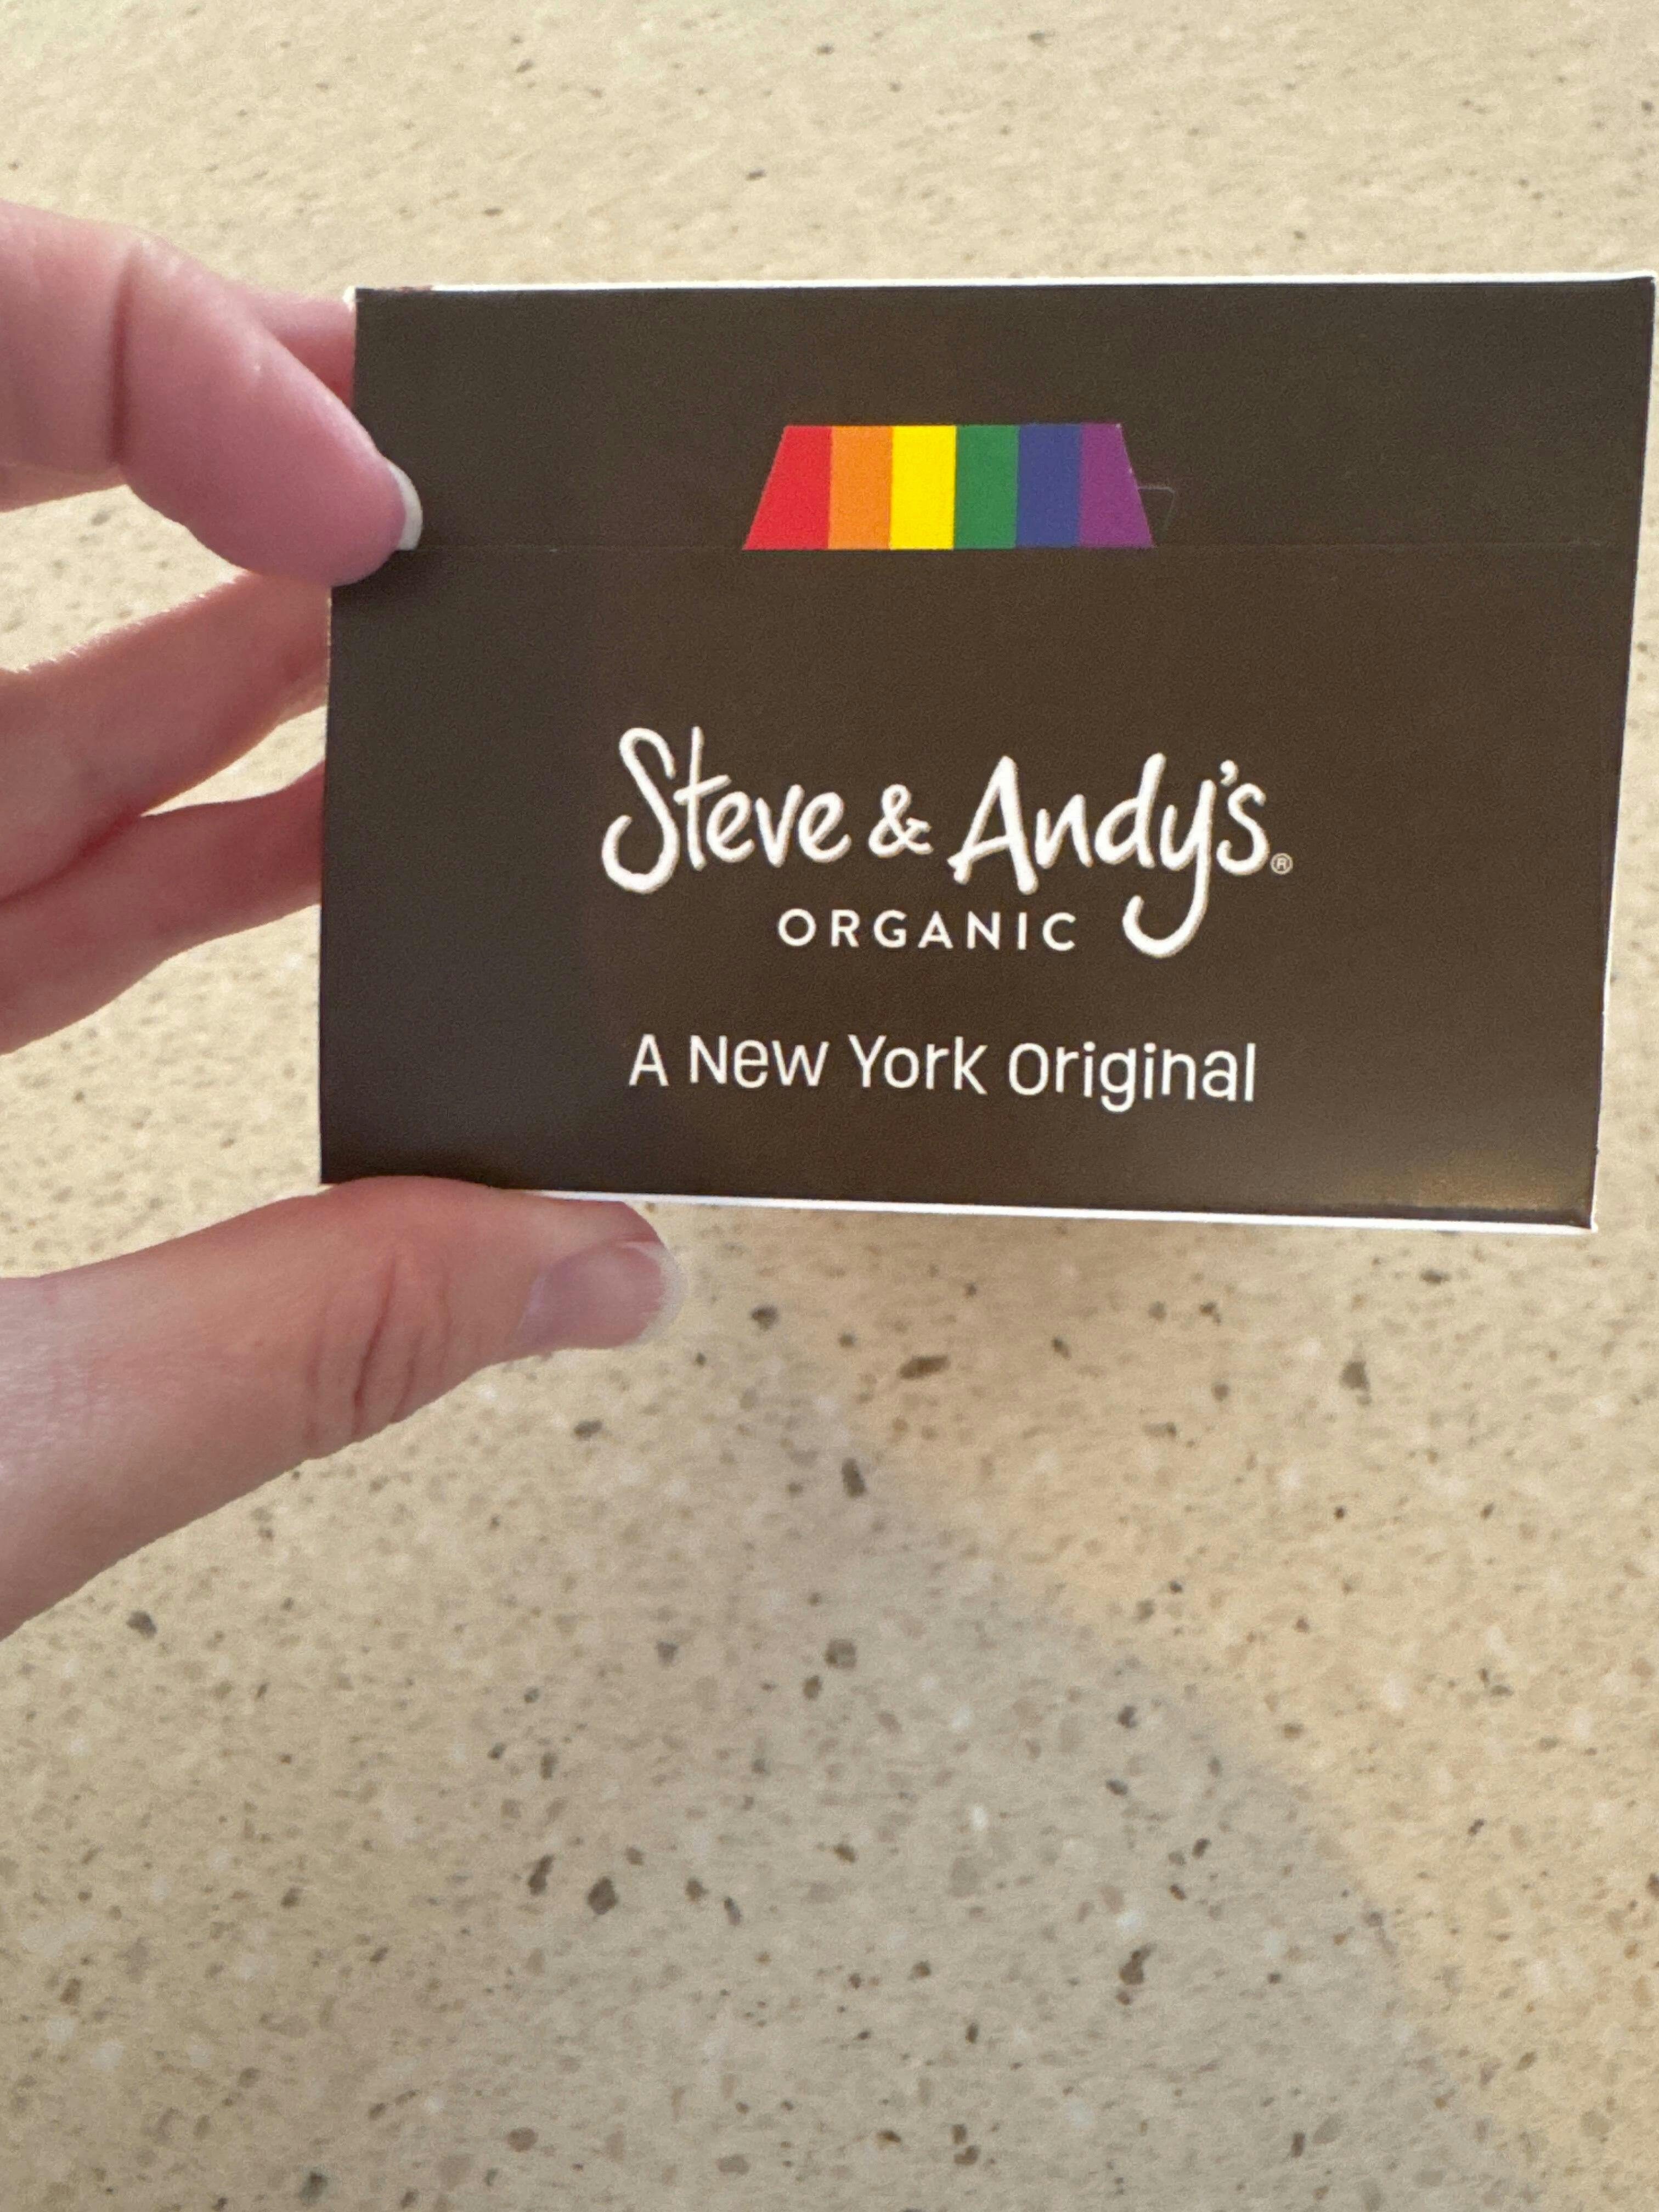 Steve & Andy's®
ORGANIC
A New York Original